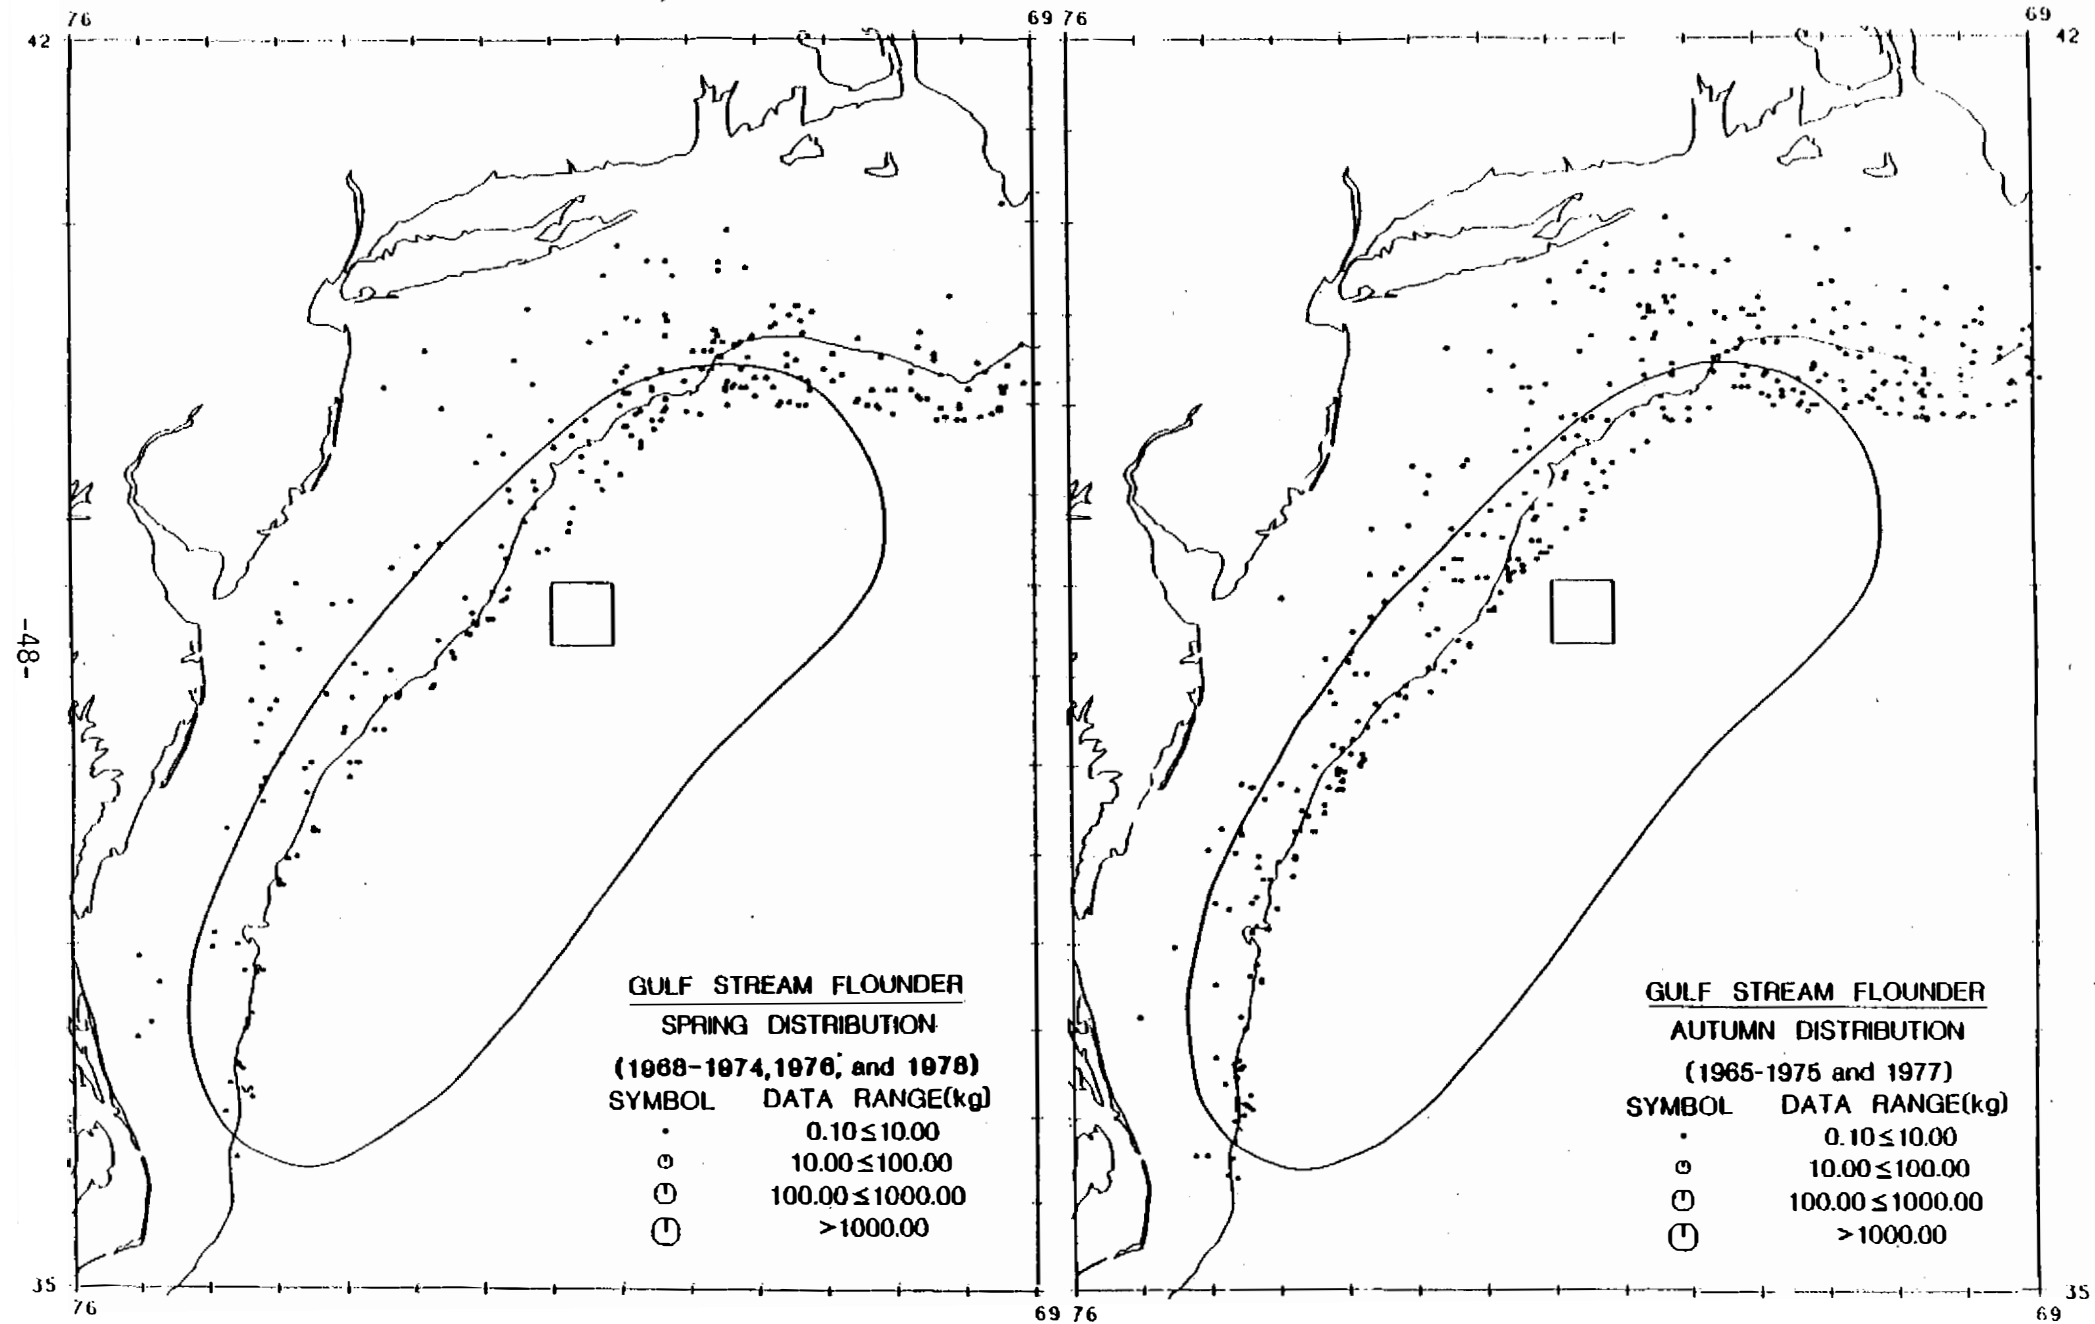 76
69
76
69
42
42
-48-
GULF STREAM FLOUNDER
SPRING DISTRIBUTION
(1968-1974,1976, and 1978)
SYMBOL DATA RANGE(kg)
0.10≤10.00
10.00≤100.00
100.00≤1000.00
>1000.00
GULF STREAM FLOUNDER
AUTUMN DISTRIBUTION
(1965-1975 and 1977)
SYMBOL DATA RANGE(kg)
0.10≤10.00
10.00≤100.00
100.00≤1000.00
>1000.00
35
35
76
69
76
69